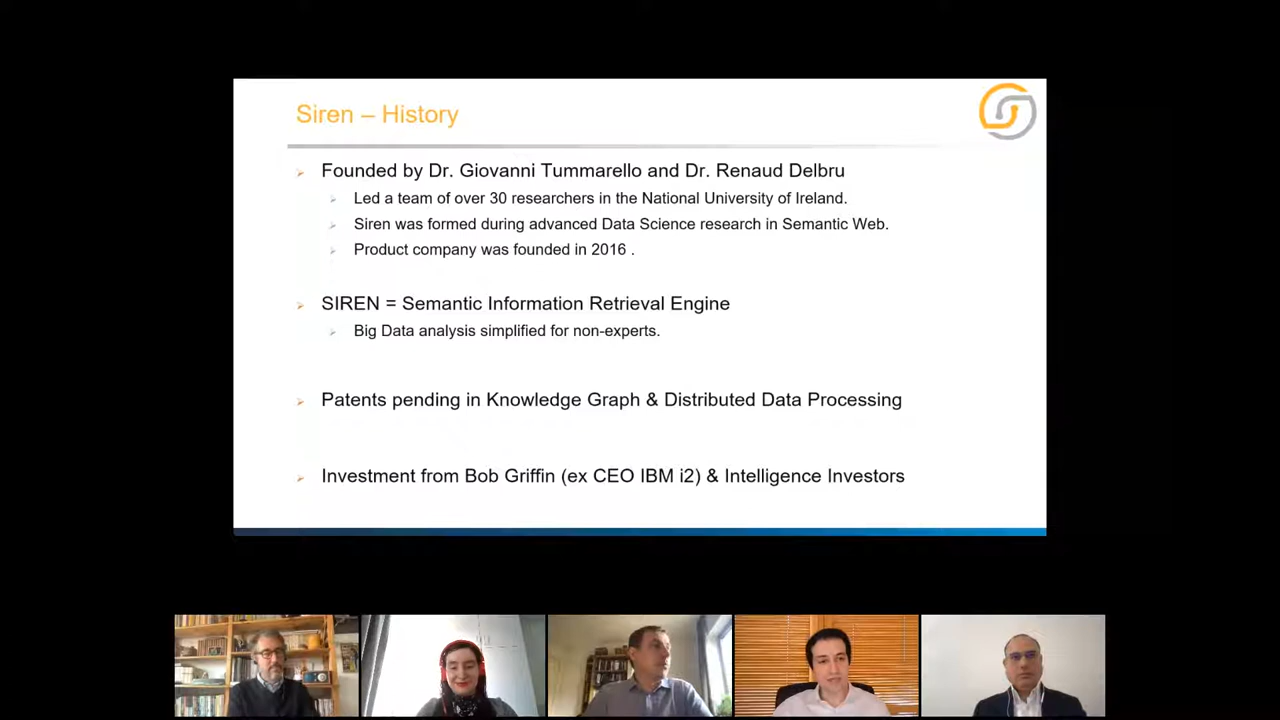 Siren – History
Founded by Dr. Giovanni Tummarello and Dr. Renaud Delbru
Led a team of over 30 researchers in the National University of Ireland.
Siren was formed during advanced Data Science research in Semantic Web.
Product company was founded in 2016 .
SIREN = Semantic Information Retrieval Engine
Big Data analysis simplified for non-experts.
Patents pending in Knowledge Graph & Distributed Data Processing
Investment from Bob Griffin (ex CEO IBM i2) & Intelligence Investors